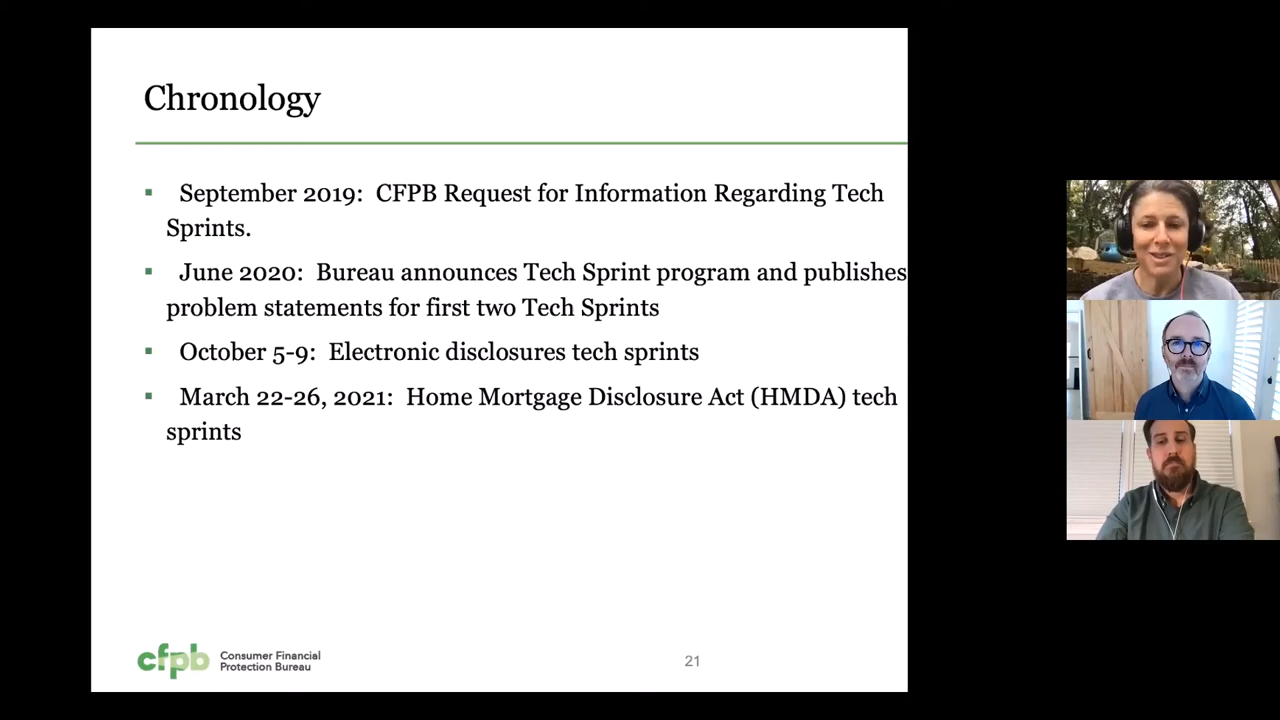 Chronology
▪ September 2019: CFPB Request for Information Regarding Tech
Sprints.
▪ June 2020: Bureau announces Tech Sprint program and publishes
problem statements for first two Tech Sprints
▪ October 5-9: Electronic disclosures tech sprints
▪ March 22-26, 2021: Home Mortgage Disclosure Act (HMDA) tech
sprints
cfpb
Consumer Financial
Protection Bureau
21